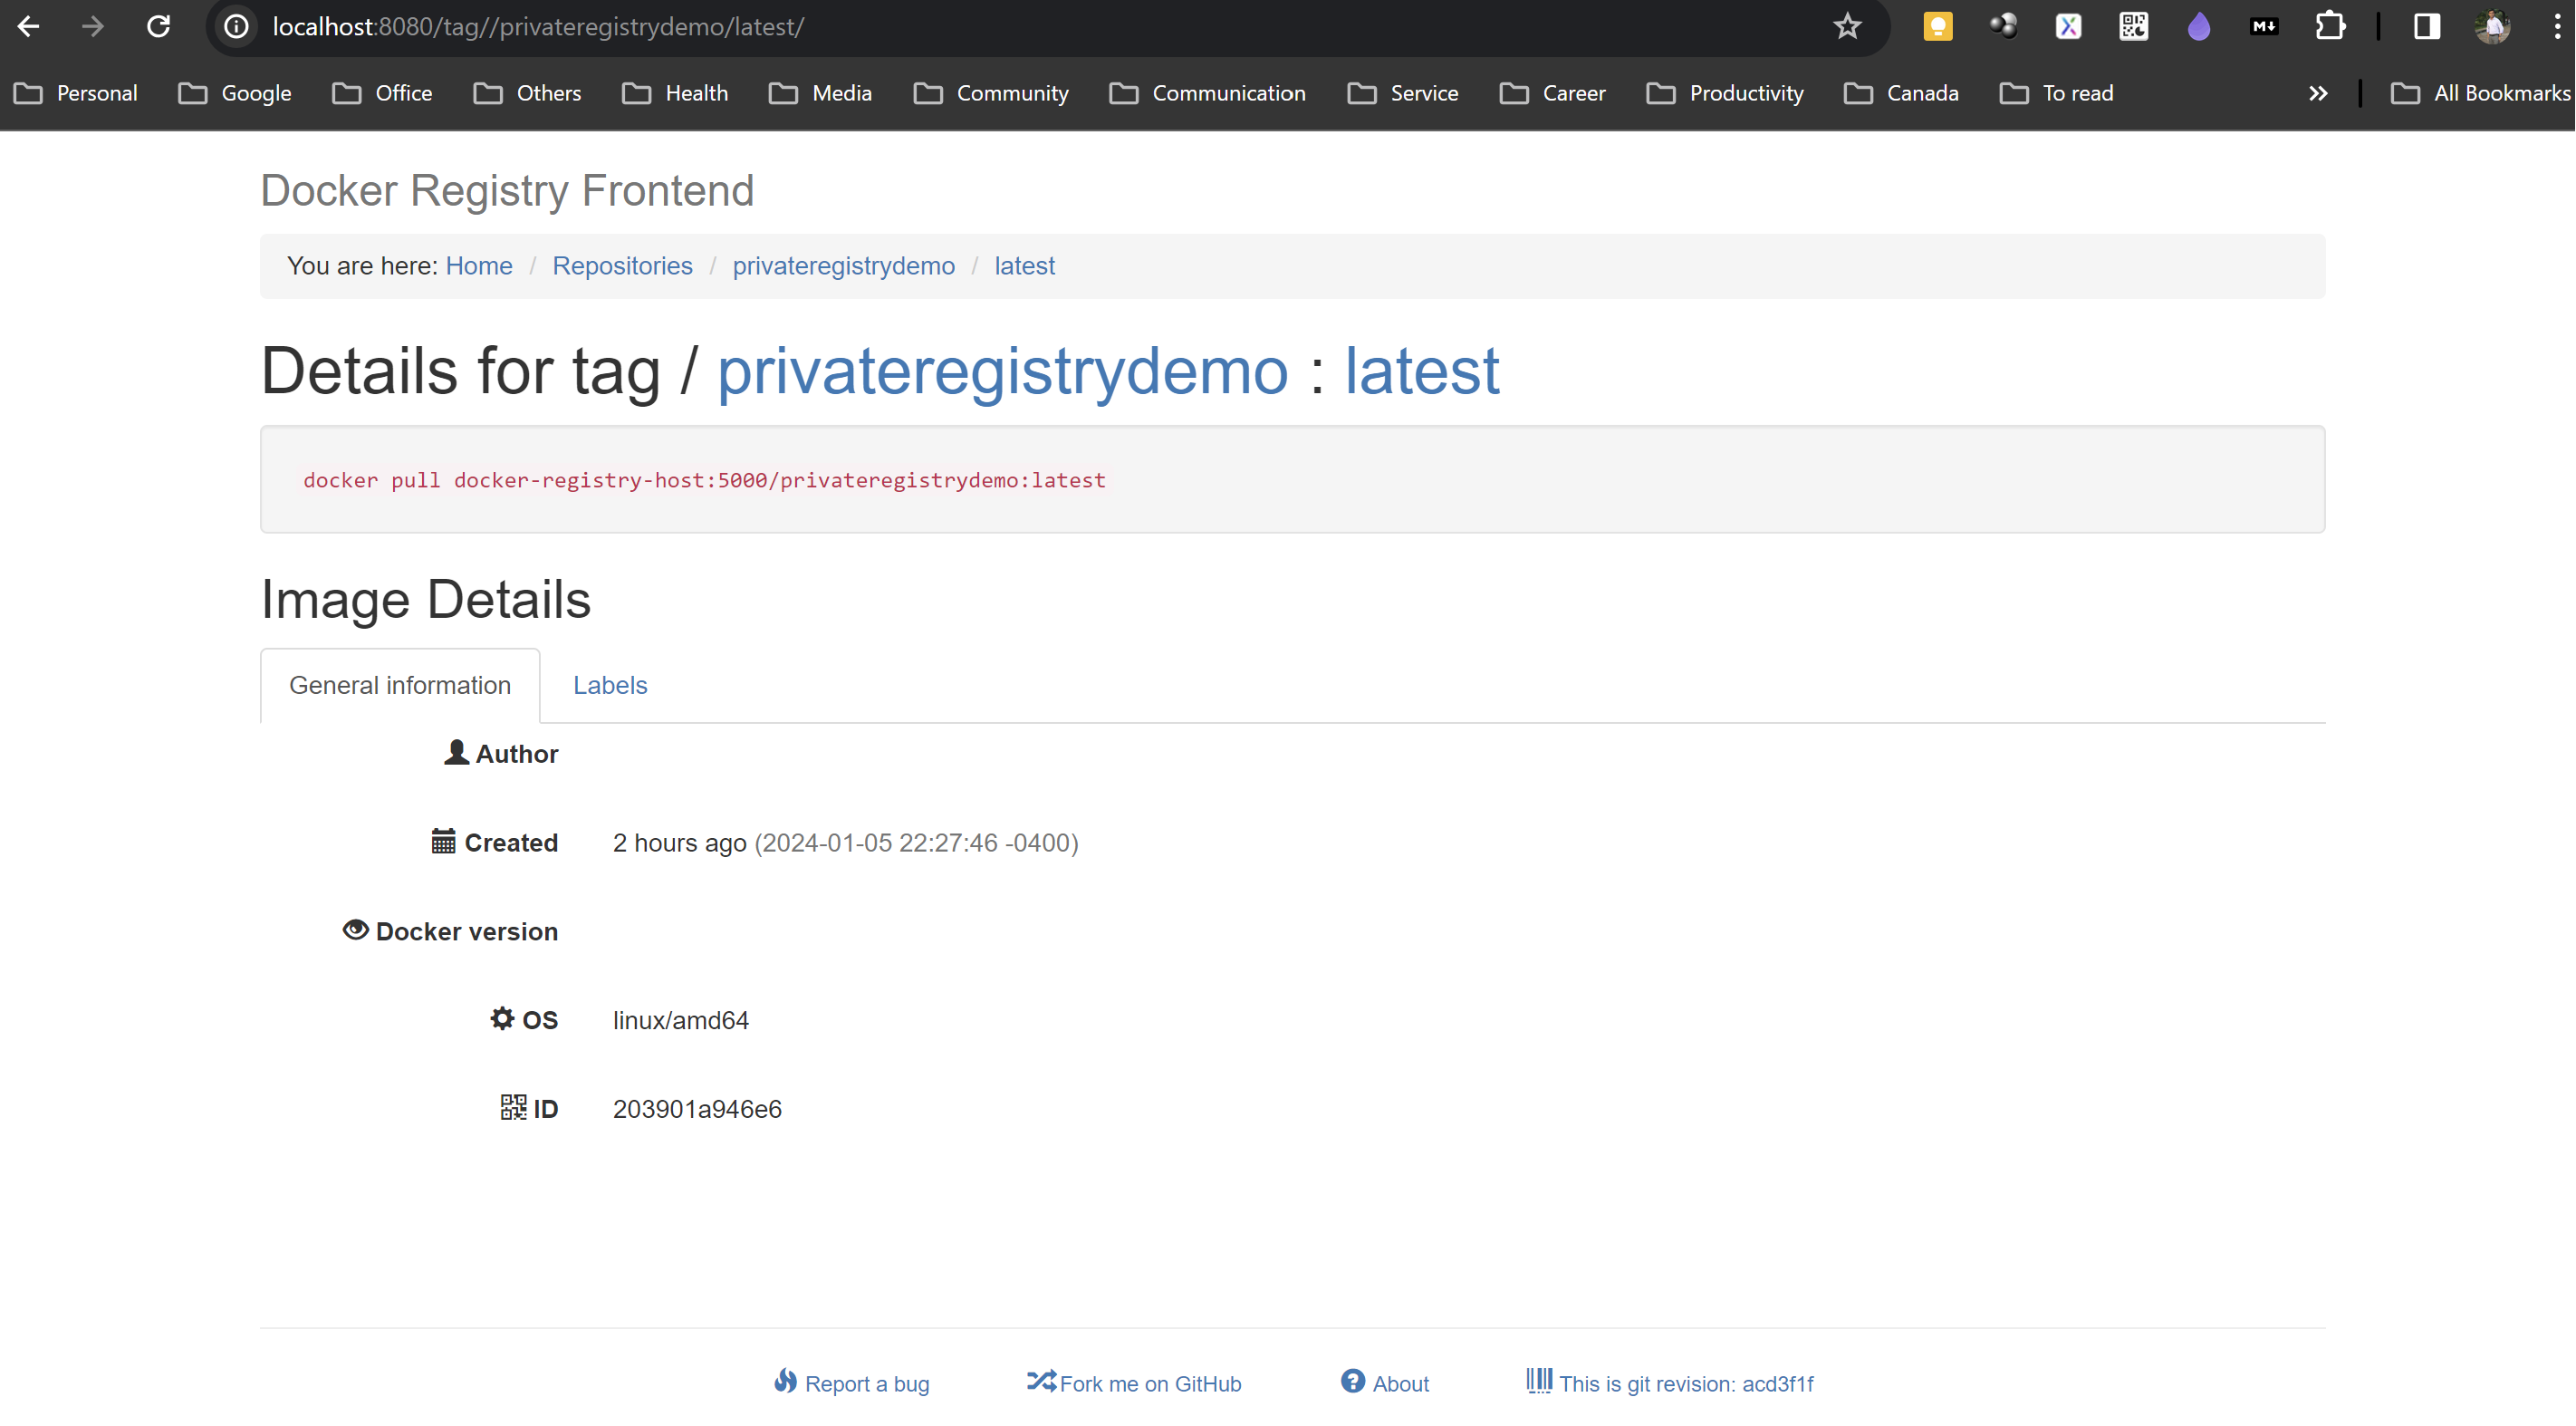 localhost:8080/tag//privateregistrydemo/latest/
Personal Google Office Others Health Media Community Communication Service Career Productivity Canada To read » All Bookmarks
Docker Registry Frontend
You are here: Home / Repositories / privateregistrydemo / latest
Details for tag / privateregistrydemo : latest
docker pull docker-registry-host:5000/privateregistrydemo:latest
Image Details
General information Labels
Author
Created 2 hours ago (2024-01-05 22:27:46 -0400)
Docker version
OS linux/amd64
ID 203901a946e6
Report a bug Fork me on GitHub About This is git revision: acd3f1f